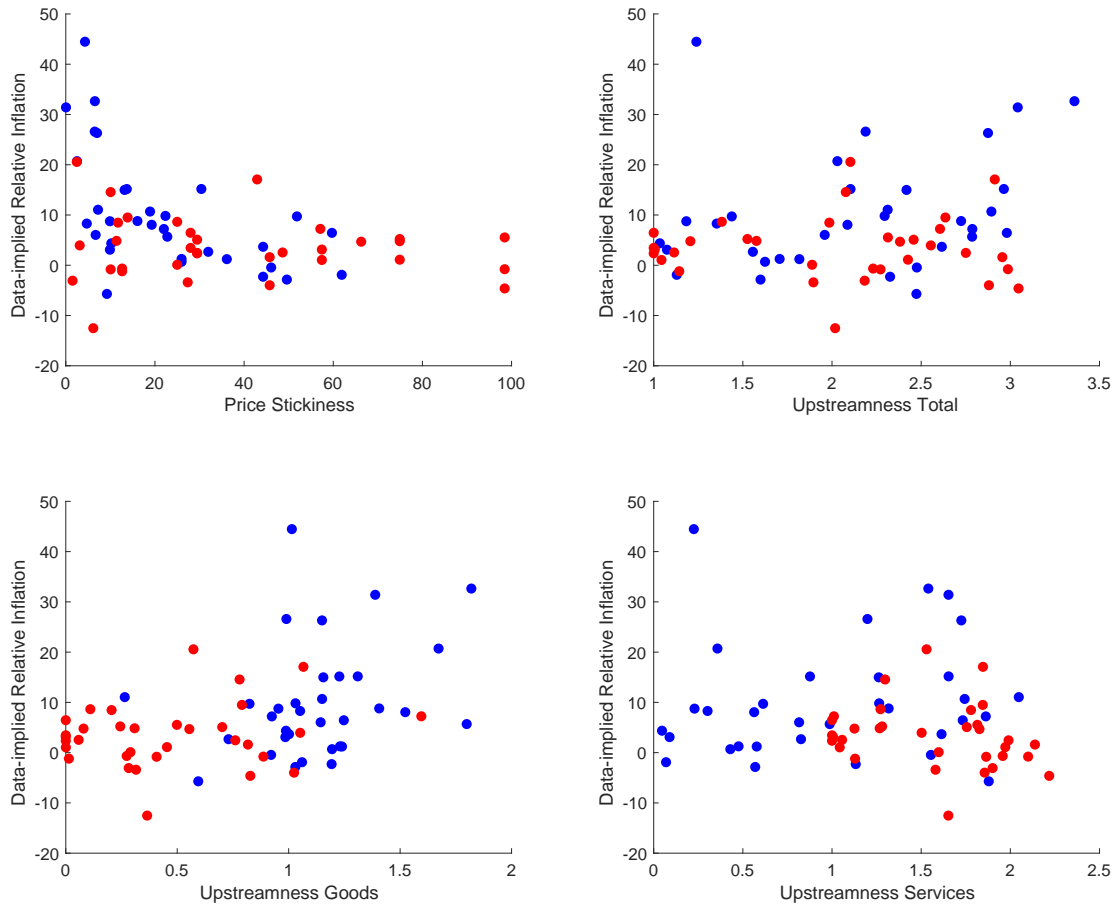 50
40
30
20
10
0
-10
-20
Data-implied Relative Inflation
0 20 40 60 80 100
Price Stickiness
50
40
30
20
10
0
-10
-20
Data-implied Relative Inflation
1 1.5 2 2.5 3 3.5
Upstreamness Total
50
40
30
20
10
0
-10
-20
Data-implied Relative Inflation
0 0.5 1 1.5 2
Upstreamness Goods
50
40
30
20
10
0
-10
-20
Data-implied Relative Inflation
0 0.5 1 1.5 2 2.5
Upstreamness Services